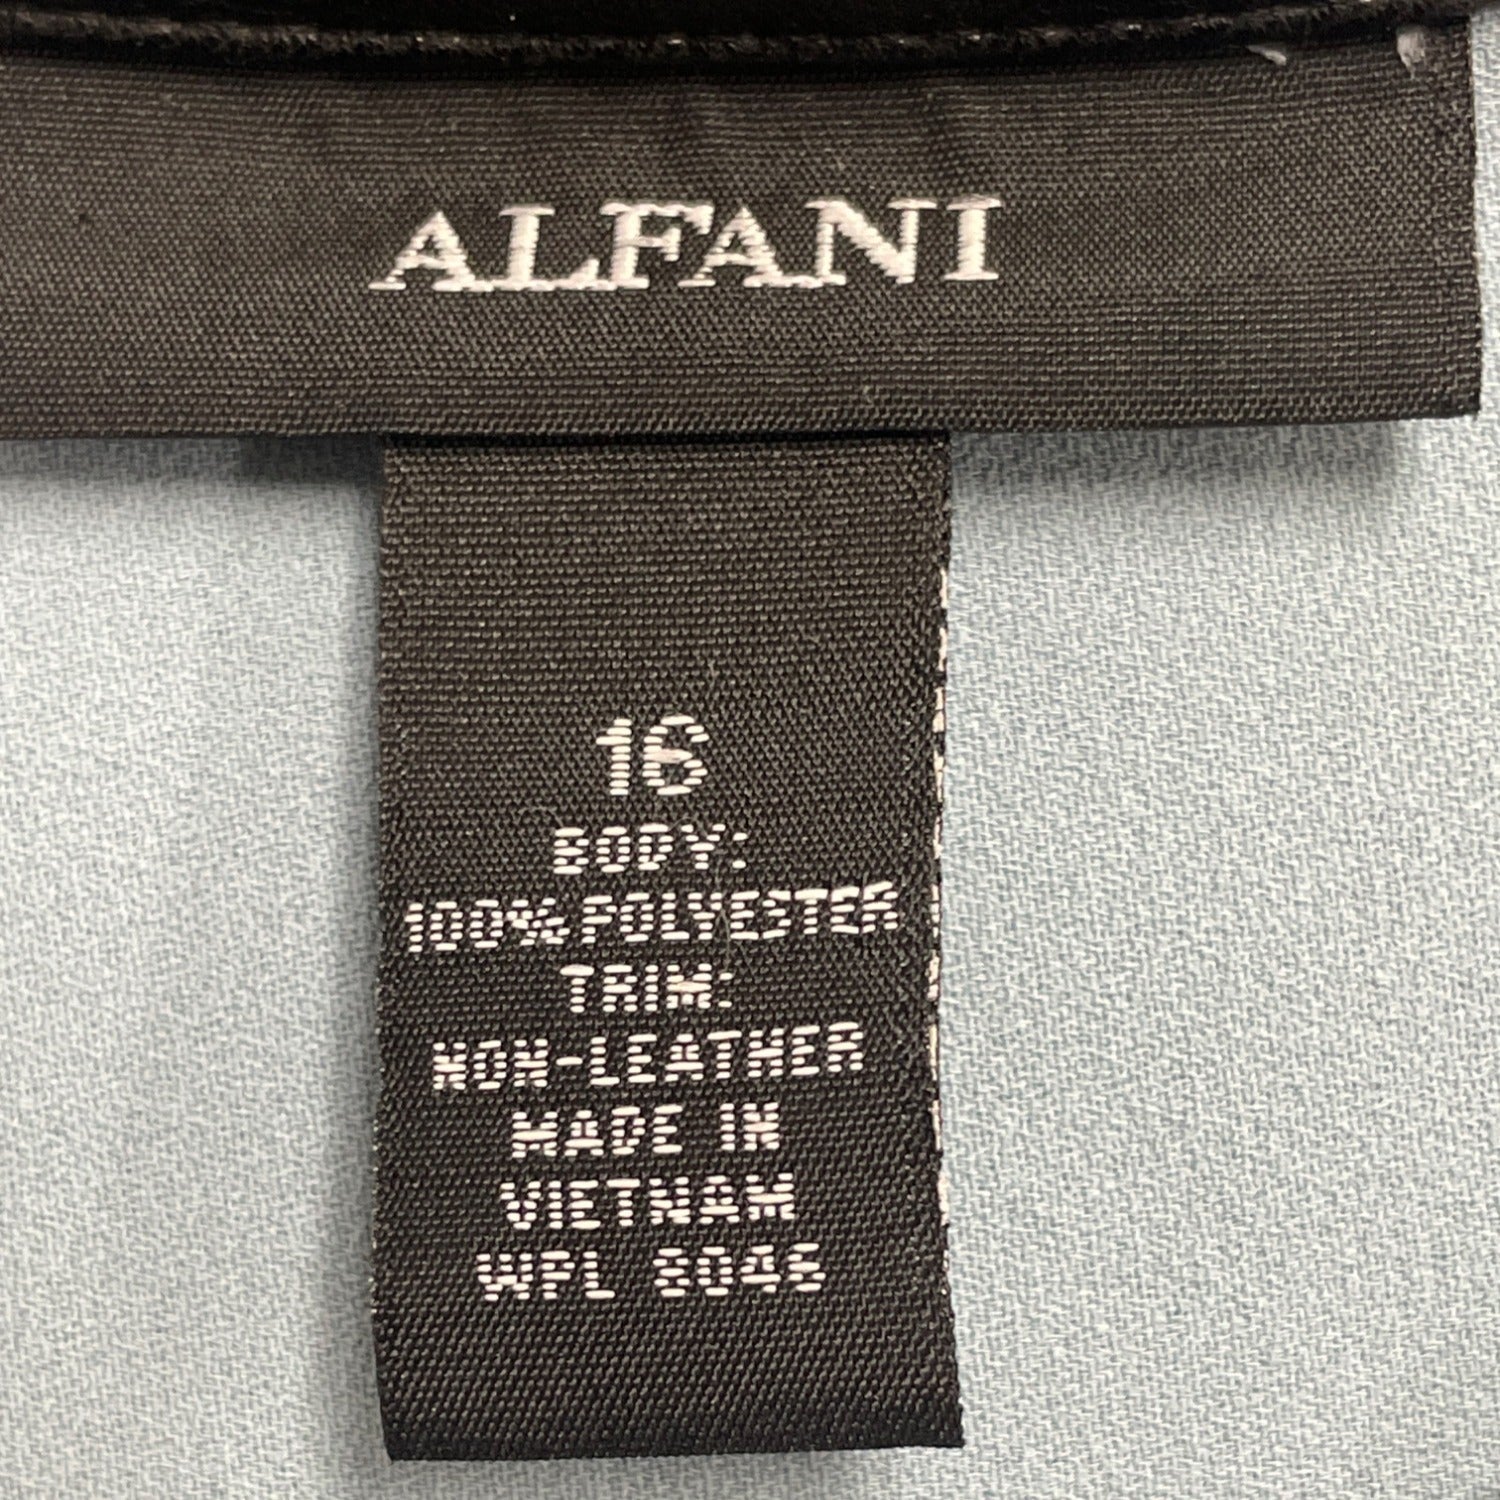 ALFANI
16
BODY:
100% POLYESTER
TRIM:
NON-LEATHER
MADE IN
VIETNAM
WPL 8046